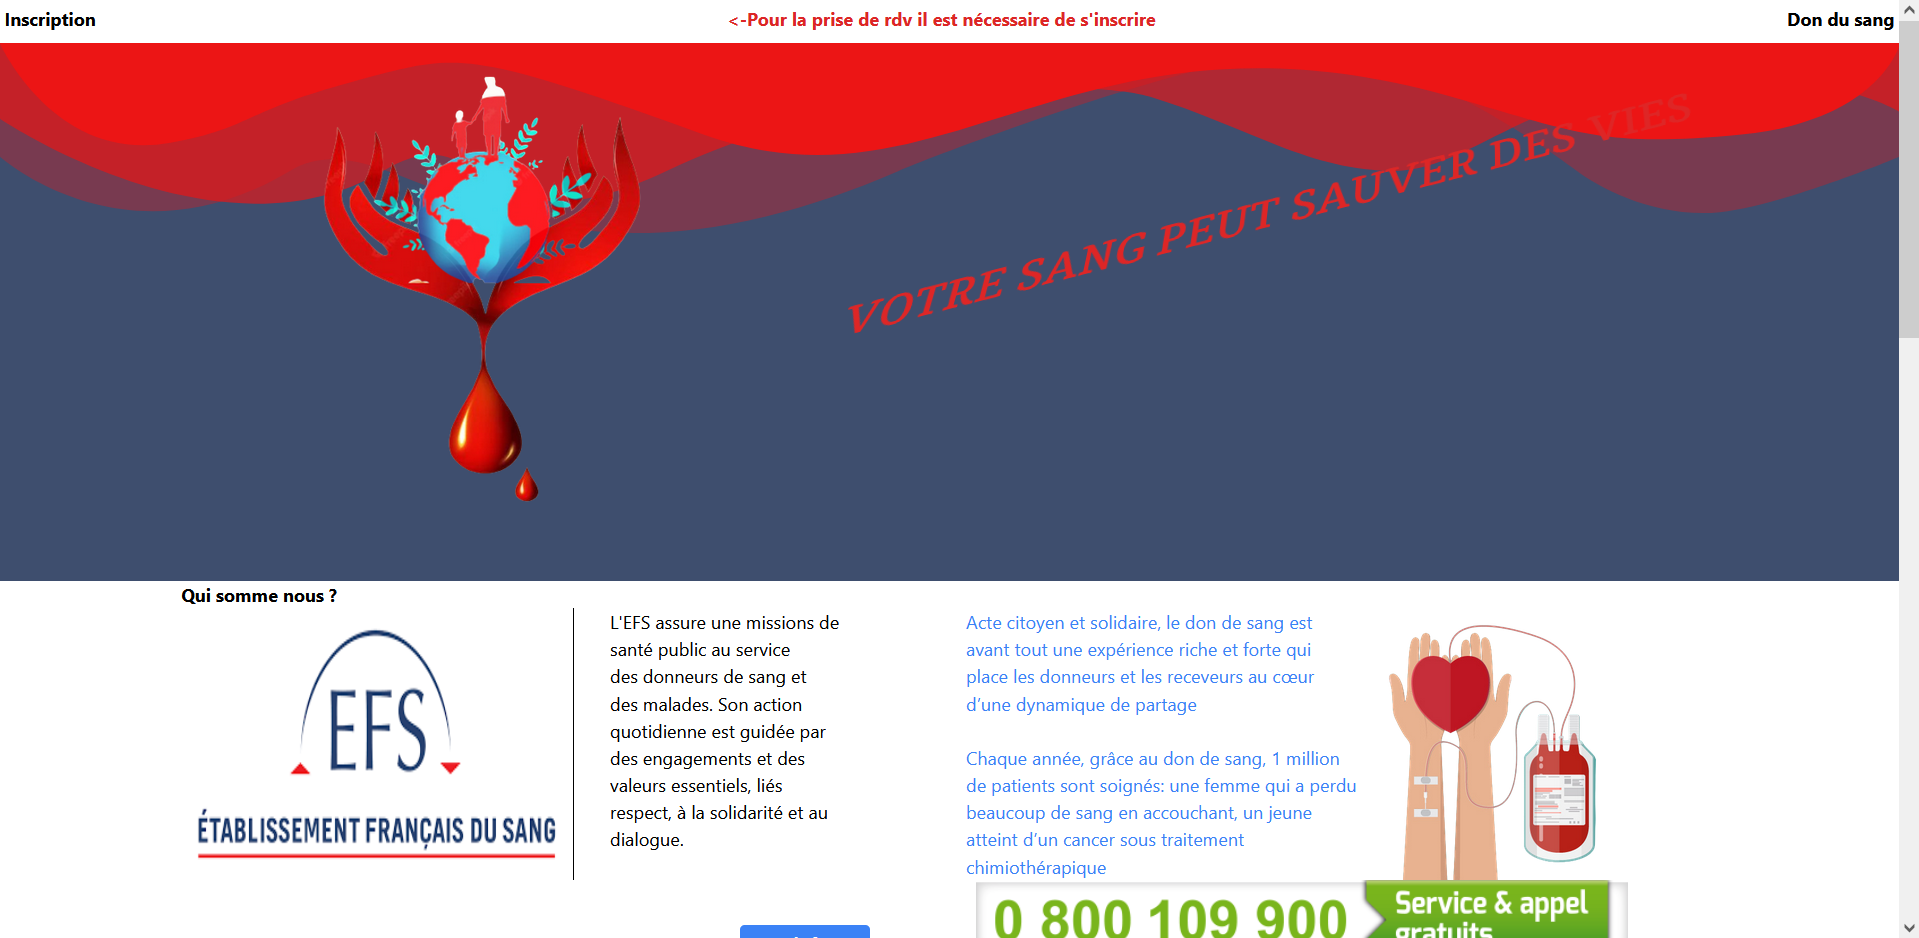 Inscription
<-Pour la prise de rdv il est nécessaire de s'inscrire
Don du sang
VOTRE SANG PEUT SAUVER DES VIES
Qui somme nous ?
EFS
ÉTABLISSEMENT FRANÇAIS DU SANG
L'EFS assure une missions de
santé public au service
des donneurs de sang et
des malades. Son action
quotidienne est guidée par
des engagements et des
valeurs essentiels, liés
respect, à la solidarité et au
dialogue.
Acte citoyen et solidaire, le don de sang est
avant tout une expérience riche et forte qui
place les donneurs et les receveurs au cœur
d’une dynamique de partage
Chaque année, grâce au don de sang, 1 million
de patients sont soignés: une femme qui a perdu
beaucoup de sang en accouchant, un jeune
atteint d’un cancer sous traitement
chimiothérapique
0 800 109 900
Service & appel
gratuits